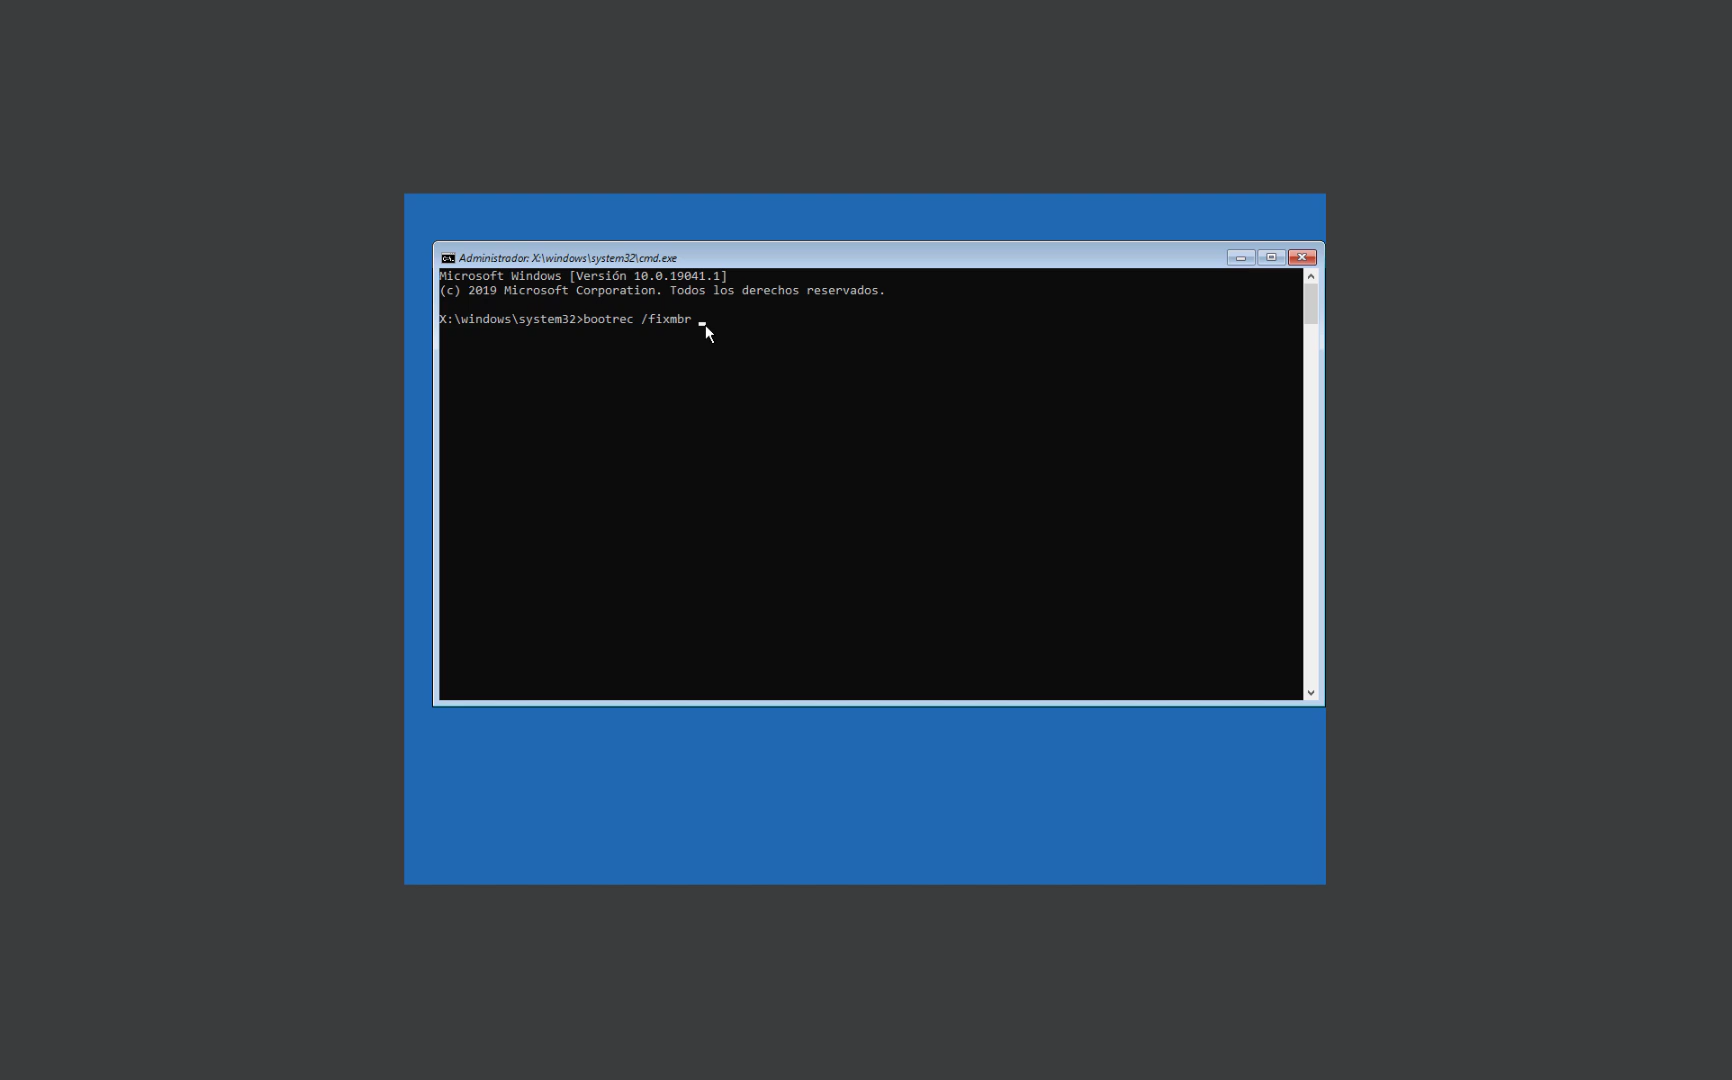 Administrador: X:\windows\system32\cmd.exe
Microsoft Windows [Versión 10.0.19041.1]
(c) 2019 Microsoft Corporation. Todos los derechos reservados.
X:\windows\system32>bootrec /fixmbr